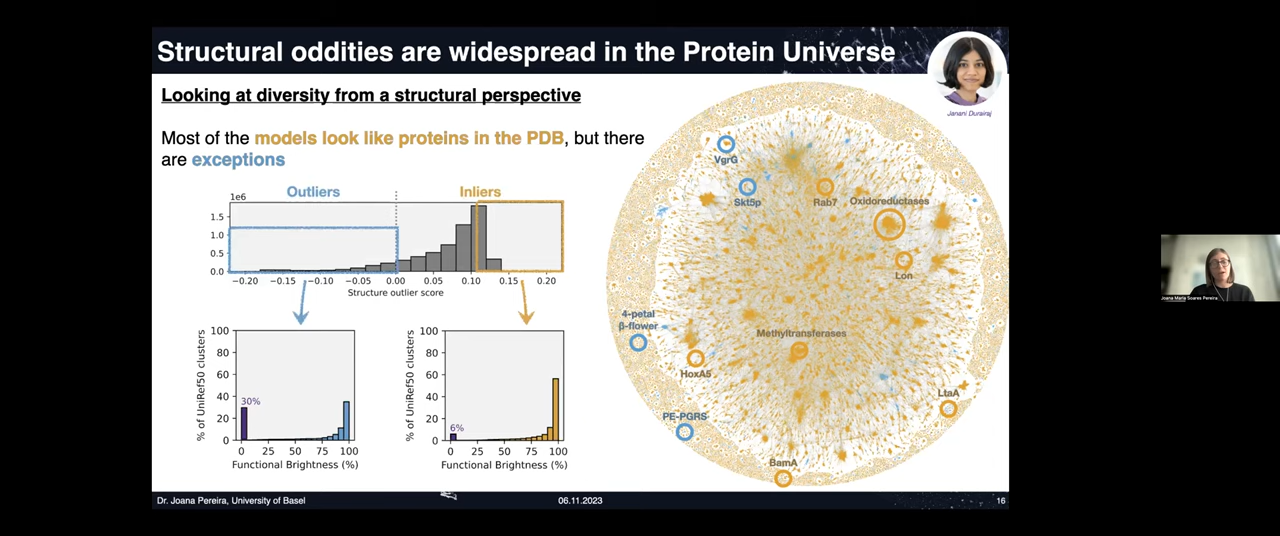 Structural oddities are widespread in the Protein Universe
Janani Durairaj
Looking at diversity from a structural perspective
Most of the models look like proteins in the PDB, but there
are exceptions
Outliers
Inliers
1e6
1.5
1.0
0.5
0.0
−0.20 −0.15 −0.10 −0.05 0.00 0.05 0.10 0.15 0.20
Structure outlier score
% of UniRef50 clusters
100
80
60
40
20
0
30%
0 25 50 75 100
Functional Brightness (%)
% of UniRef50 clusters
100
80
60
40
20
0
6%
0 25 50 75 100
Functional Brightness (%)
VgrG
Skt5p
Rab7
Oxidoreductases
Lon
4-petal
β-flower
Methyltransferases
HoxA5
LtaA
PE-PGRS
BamA
Dr. Joana Pereira, University of Basel
06.11.2023
16
Joana Maria Soares Pereira